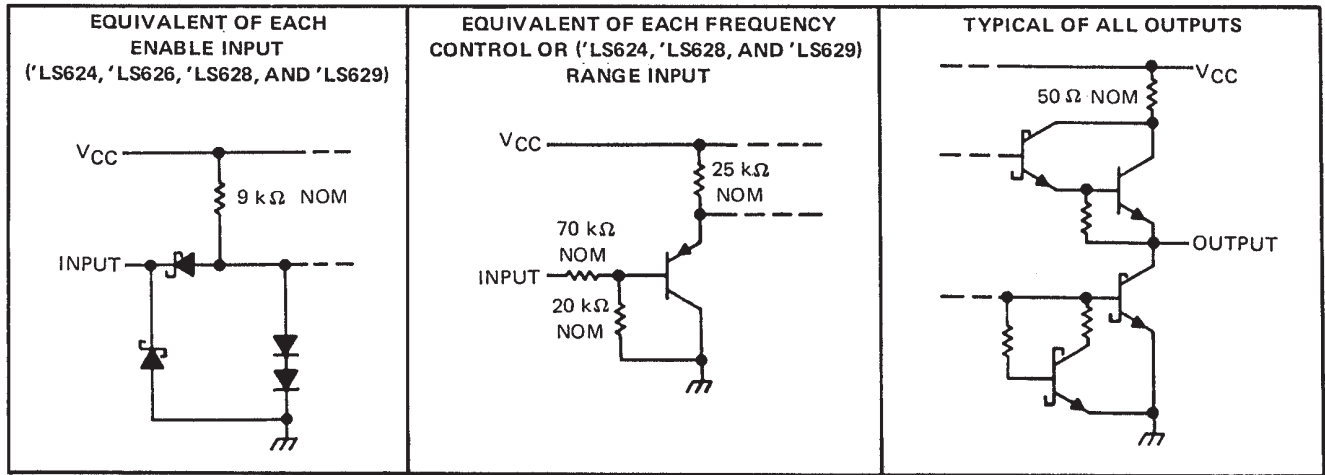 EQUIVALENT OF EACH
ENABLE INPUT
('LS624, 'LS626, 'LS628, AND 'LS629)
VCC
9 kΩ NOM
INPUT
EQUIVALENT OF EACH FREQUENCY
CONTROL OR ('LS624, 'LS628, AND 'LS629)
RANGE INPUT
VCC
25 kΩ
NOM
70 kΩ
NOM
INPUT
20 kΩ
NOM
TYPICAL OF ALL OUTPUTS
VCC
50 Ω NOM
OUTPUT